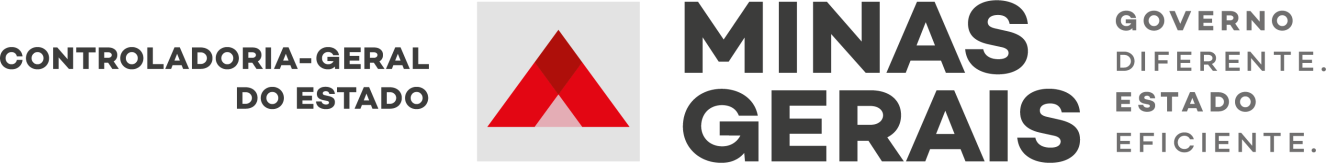 CONTROLADORIA-GERAL
DO ESTADO
MINAS
GERAIS
GOVERNO
DIFERENTE.
ESTADO
EFICIENTE.